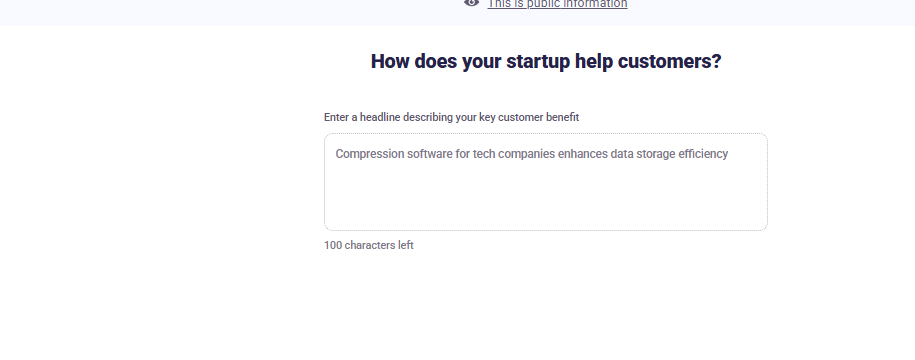 This is public information
How does your startup help customers?
Enter a headline describing your key customer benefit
Compression software for tech companies enhances data storage efficiency
100 characters left